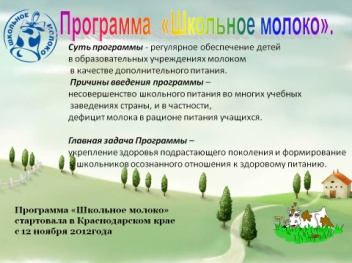 Программа «Школьное молоко».
ШКОЛЬНОЕ МОЛОКО
Суть программы - регулярное обеспечение детей
в образовательных учреждениях молоком
в качестве дополнительного питания.
Причины введения программы –
несовершенство школьного питания во многих учебных
заведениях страны, и в частности,
дефицит молока в рационе питания учащихся.
Главная задача Программы –
укрепление здоровья подрастающего поколения и формирование
у школьников осознанного отношения к здоровому питанию.
Программа «Школьное молоко»
стартовала в Краснодарском крае
с 12 ноября 2012года